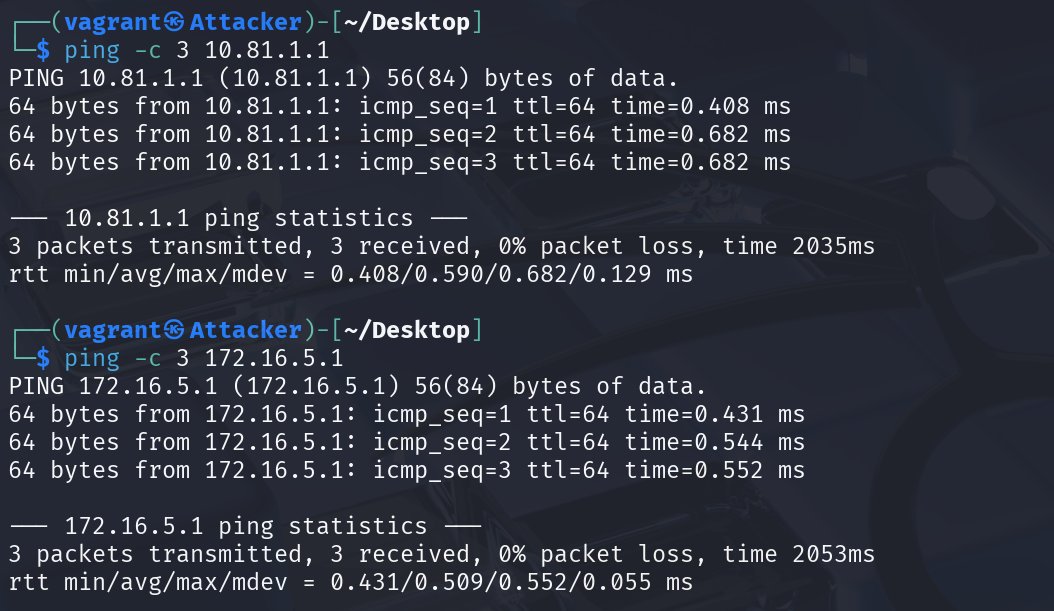 ┌──(vagrant㉿Attacker)-[~/Desktop]
└─$ ping -c 3 10.81.1.1
PING 10.81.1.1 (10.81.1.1) 56(84) bytes of data.
64 bytes from 10.81.1.1: icmp_seq=1 ttl=64 time=0.408 ms
64 bytes from 10.81.1.1: icmp_seq=2 ttl=64 time=0.682 ms
64 bytes from 10.81.1.1: icmp_seq=3 ttl=64 time=0.682 ms
--- 10.81.1.1 ping statistics ---
3 packets transmitted, 3 received, 0% packet loss, time 2035ms
rtt min/avg/max/mdev = 0.408/0.590/0.682/0.129 ms
┌──(vagrant㉿Attacker)-[~/Desktop]
└─$ ping -c 3 172.16.5.1
PING 172.16.5.1 (172.16.5.1) 56(84) bytes of data.
64 bytes from 172.16.5.1: icmp_seq=1 ttl=64 time=0.431 ms
64 bytes from 172.16.5.1: icmp_seq=2 ttl=64 time=0.544 ms
64 bytes from 172.16.5.1: icmp_seq=3 ttl=64 time=0.552 ms
--- 172.16.5.1 ping statistics ---
3 packets transmitted, 3 received, 0% packet loss, time 2053ms
rtt min/avg/max/mdev = 0.431/0.509/0.552/0.055 ms